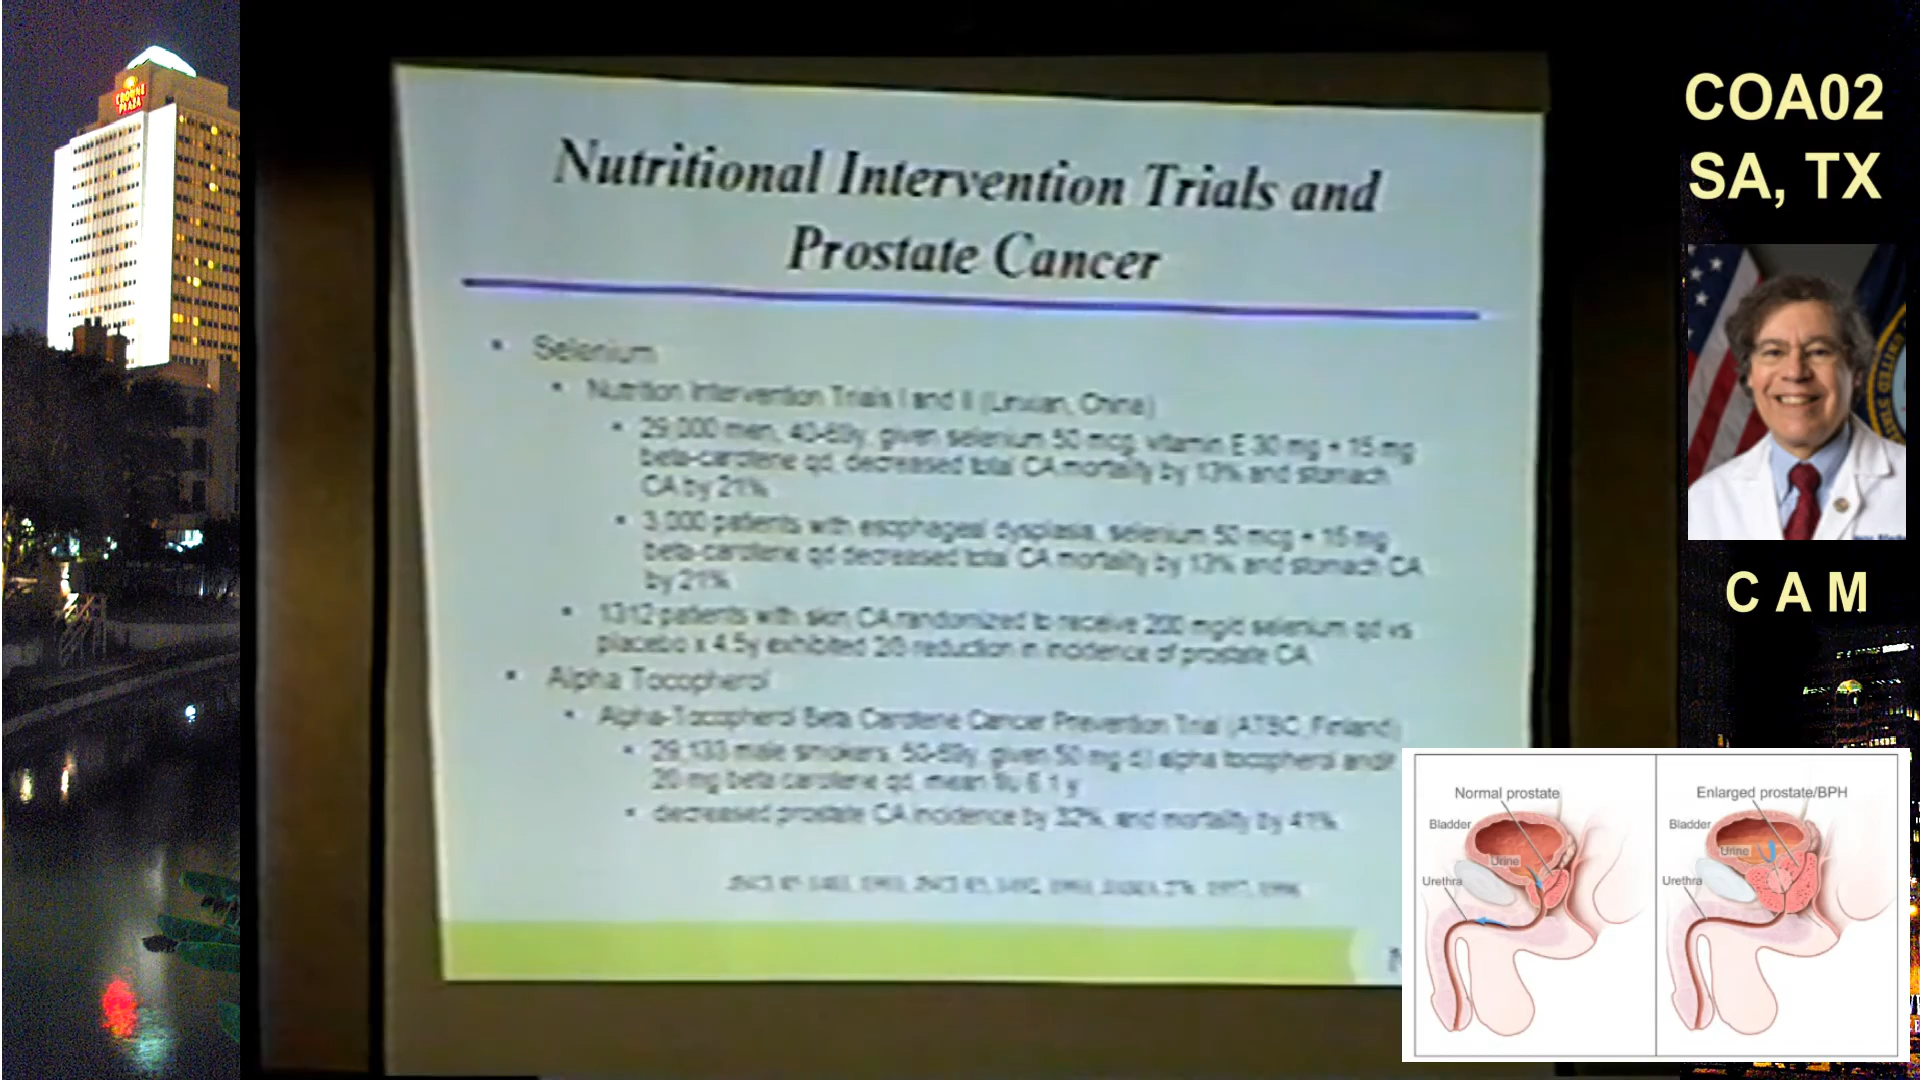 CROWNE
PLAZA
Nutritional Intervention Trials and
Prostate Cancer
• Selenium
• Nutrition Intervention Trials I and II (Linxian, China)
• 29,000 men, 40-69y, given selenium 50 mcg, vitamin E 30 mg + 15 mg
beta-carotene qd, decreased total CA mortality by 13% and stomach
CA by 21%
• 3,000 patients with esophageal dysplasia, selenium 50 mcg + 15 mg
beta-carotene qd decreased total CA mortality by 13% and stomach CA
by 21%
• 1312 patients with skin CA randomized to receive 200 mg/d selenium qd vs
placebo x 4.5y exhibited 2/3 reduction in incidence of prostate CA
• Alpha Tocopherol
• Alpha-Tocopherol Beta Carotene Cancer Prevention Trial (ATBC, Finland)
• 29,133 male smokers, 50-69y, given 50 mg d,l alpha tocopherol and/r
20 mg beta carotene qd, mean f/u 6.1 y
• decreased prostate CA incidence by 32%, and mortality by 41%
COA02
SA, TX
UNITED
C A M
Normal prostate
Bladder
Urine
Urethra
Enlarged prostate/BPH
Bladder
Urine
Urethra